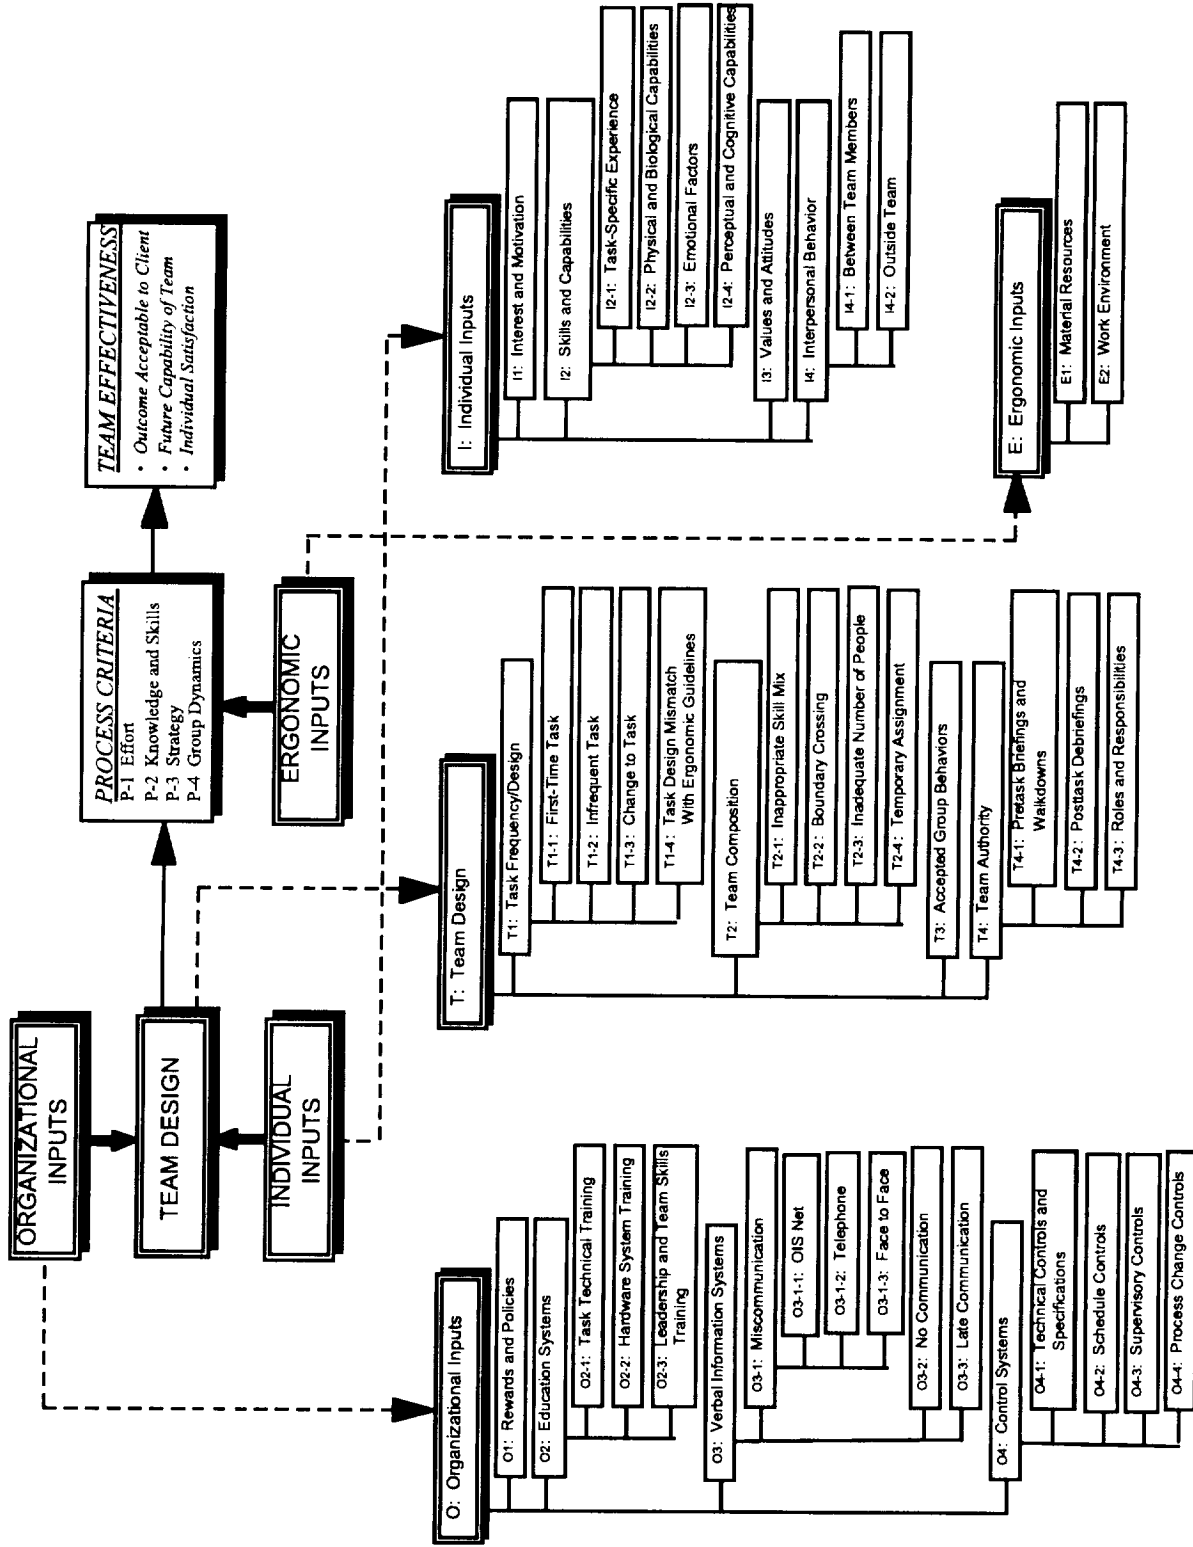 ORGANIZATIONAL
INPUTS
TEAM DESIGN
INDIVIDUAL
INPUTS
PROCESS CRITERIA
P-1 Effort
P-2 Knowledge and Skills
P-3 Strategy
P-4 Group Dynamics
ERGONOMIC
INPUTS
TEAM EFFECTIVENESS
• Outcome Acceptable to Client
• Future Capability of Team
• Individual Satisfaction
O: Organizational Inputs
O1: Rewards and Policies
O2: Education Systems
O2-1: Task Technical Training
O2-2: Hardware System Training
O2-3: Leadership and Team Skills
Training
O3: Verbal Information Systems
O3-1: Miscommunication
O3-1-1: OIS Net
O3-1-2: Telephone
O3-1-3: Face to Face
O3-2: No Communication
O3-3: Late Communication
O4: Control Systems
O4-1: Technical Controls and
Specifications
O4-2: Schedule Controls
O4-3: Supervisory Controls
O4-4: Process Change Controls
T: Team Design
T1: Task Frequency/Design
T1-1: First-Time Task
T1-2: Infrequent Task
T1-3: Change to Task
T1-4: Task Design Mismatch
With Ergonomic Guidelines
T2: Team Composition
T2-1: Inappropriate Skill Mix
T2-2: Boundary Crossing
T2-3: Inadequate Number of People
T2-4: Temporary Assignment
T3: Accepted Group Behaviors
T4: Team Authority
T4-1: Pretask Briefings and
Walkdowns
T4-2: Posttask Debriefings
T4-3: Roles and Responsibilities
I: Individual Inputs
I1: Interest and Motivation
I2: Skills and Capabilities
I2-1: Task-Specific Experience
I2-2: Physical and Biological Capabilities
I2-3: Emotional Factors
I2-4: Perceptual and Cognitive Capabilities
I3: Values and Attitudes
I4: Interpersonal Behavior
I4-1: Between Team Members
I4-2: Outside Team
E: Ergonomic Inputs
E1: Material Resources
E2: Work Environment